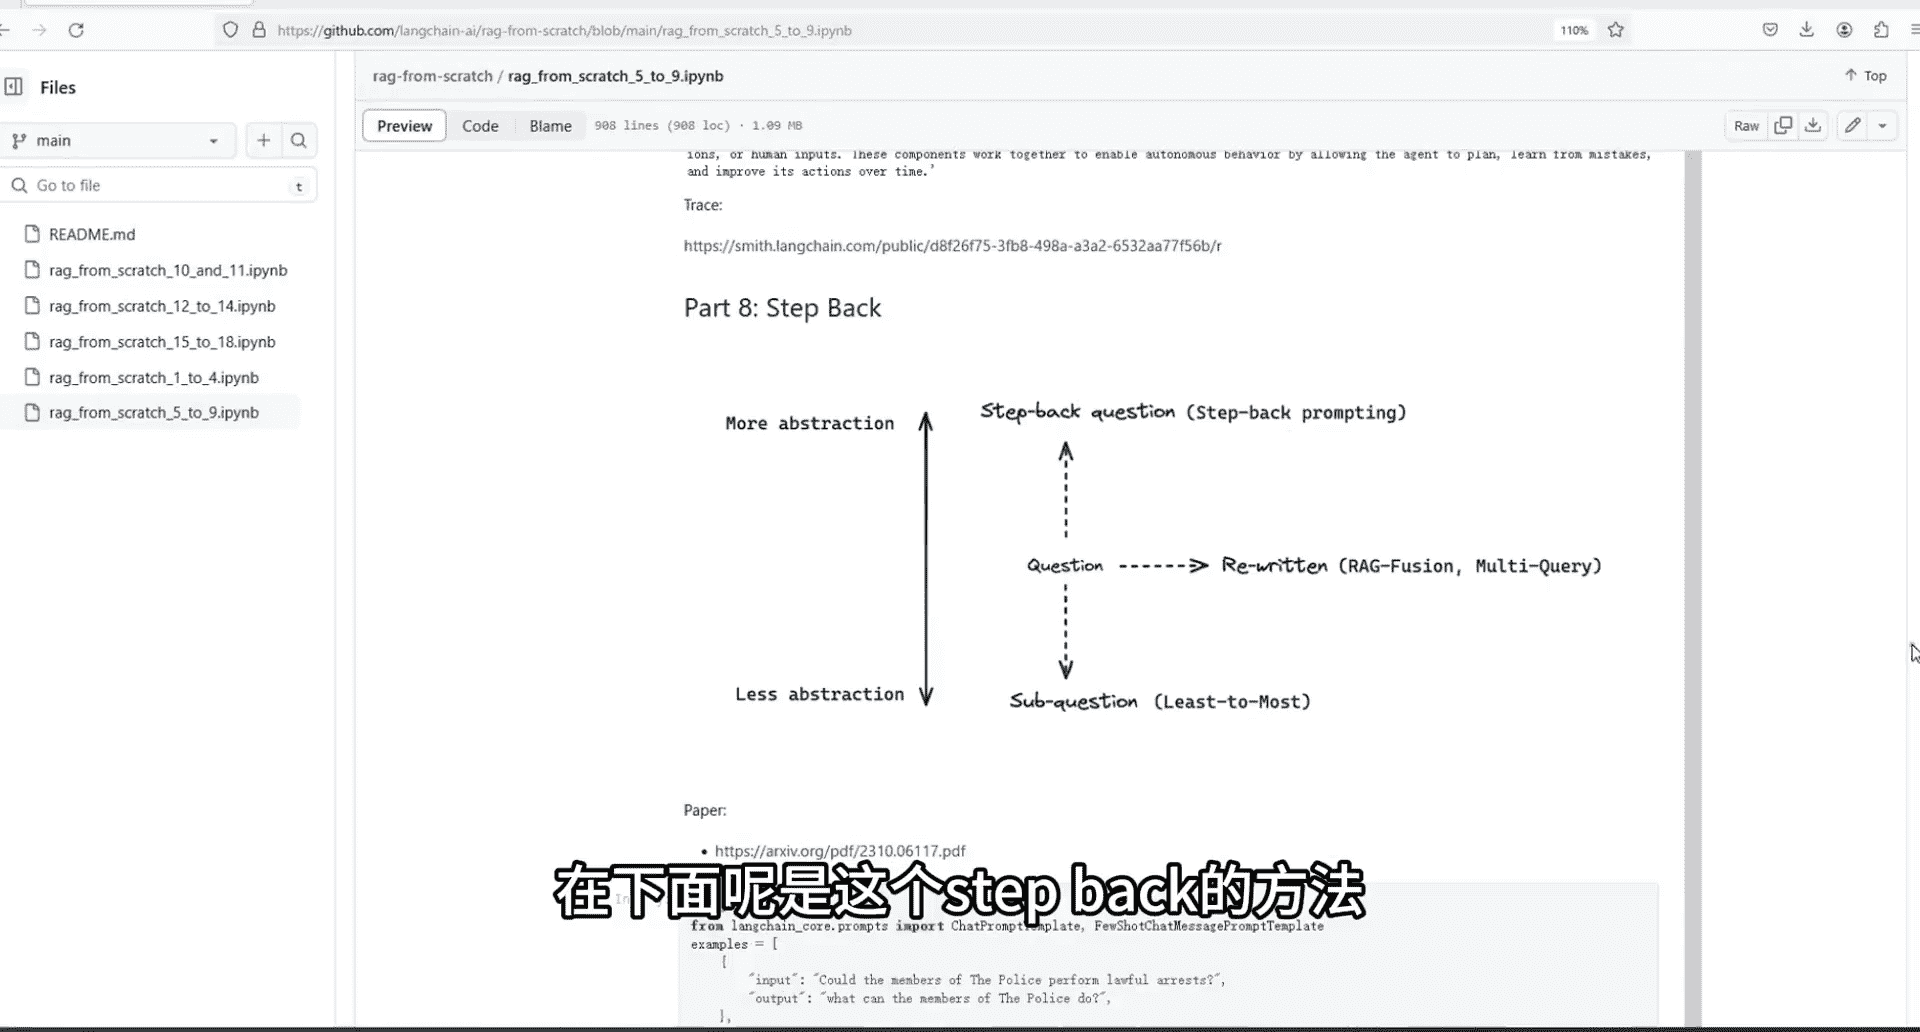 https://github.com/langchain-ai/rag-from-scratch/blob/main/rag_from_scratch_5_to_9.ipynb
110%
Files
rag-from-scratch / rag_from_scratch_5_to_9.ipynb
Top
main
Preview
Code
Blame
908 lines (908 loc) · 1.09 MB
Raw
Go to file
t
README.md
rag_from_scratch_10_and_11.ipynb
rag_from_scratch_12_to_14.ipynb
rag_from_scratch_15_to_18.ipynb
rag_from_scratch_1_to_4.ipynb
rag_from_scratch_5_to_9.ipynb
ions, or human inputs. These components work together to enable autonomous behavior by allowing the agent to plan, learn from mistakes,
and improve its actions over time.'
Trace:
https://smith.langchain.com/public/d8f26f75-3fb8-498a-a3a2-6532aa77f56b/r
Part 8: Step Back
More abstraction
Step-back question (Step-back prompting)
Question
Re-written (RAG-Fusion, Multi-Query)
Less abstraction
Sub-question (Least-to-Most)
Paper:
• https://arxiv.org/pdf/2310.06117.pdf
在下面呢是这个step back的方法
from langchain_core.prompts import ChatPromptTemplate, FewShotChatMessagePromptTemplate
examples = [
{
"input": "Could the members of The Police perform lawful arrests?",
"output": "what can the members of The Police do?",
},